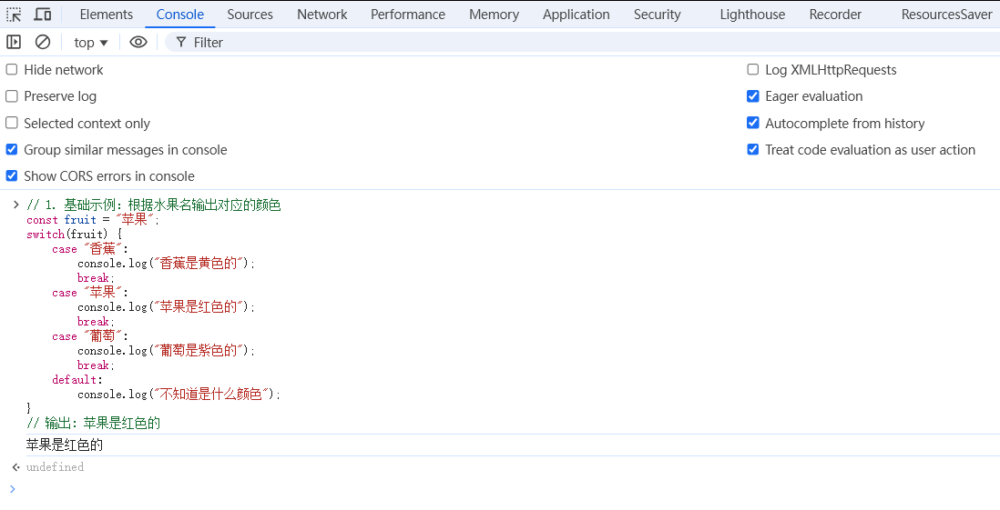 Elements Console Sources Network Performance Memory Application Security Lighthouse Recorder ResourcesSaver
top Filter
Hide network Log XMLHttpRequests
Preserve log Eager evaluation
Selected context only Autocomplete from history
Group similar messages in console Treat code evaluation as user action
Show CORS errors in console
// 1. 基础示例: 根据水果名输出对应的颜色
const fruit = "苹果";
switch(fruit) {
    case "香蕉":
        console.log("香蕉是黄色的");
        break;
    case "苹果":
        console.log("苹果是红色的");
        break;
    case "葡萄":
        console.log("葡萄是紫色的");
        break;
    default:
        console.log("不知道是什么颜色");
}
// 输出: 苹果是红色的
苹果是红色的
undefined